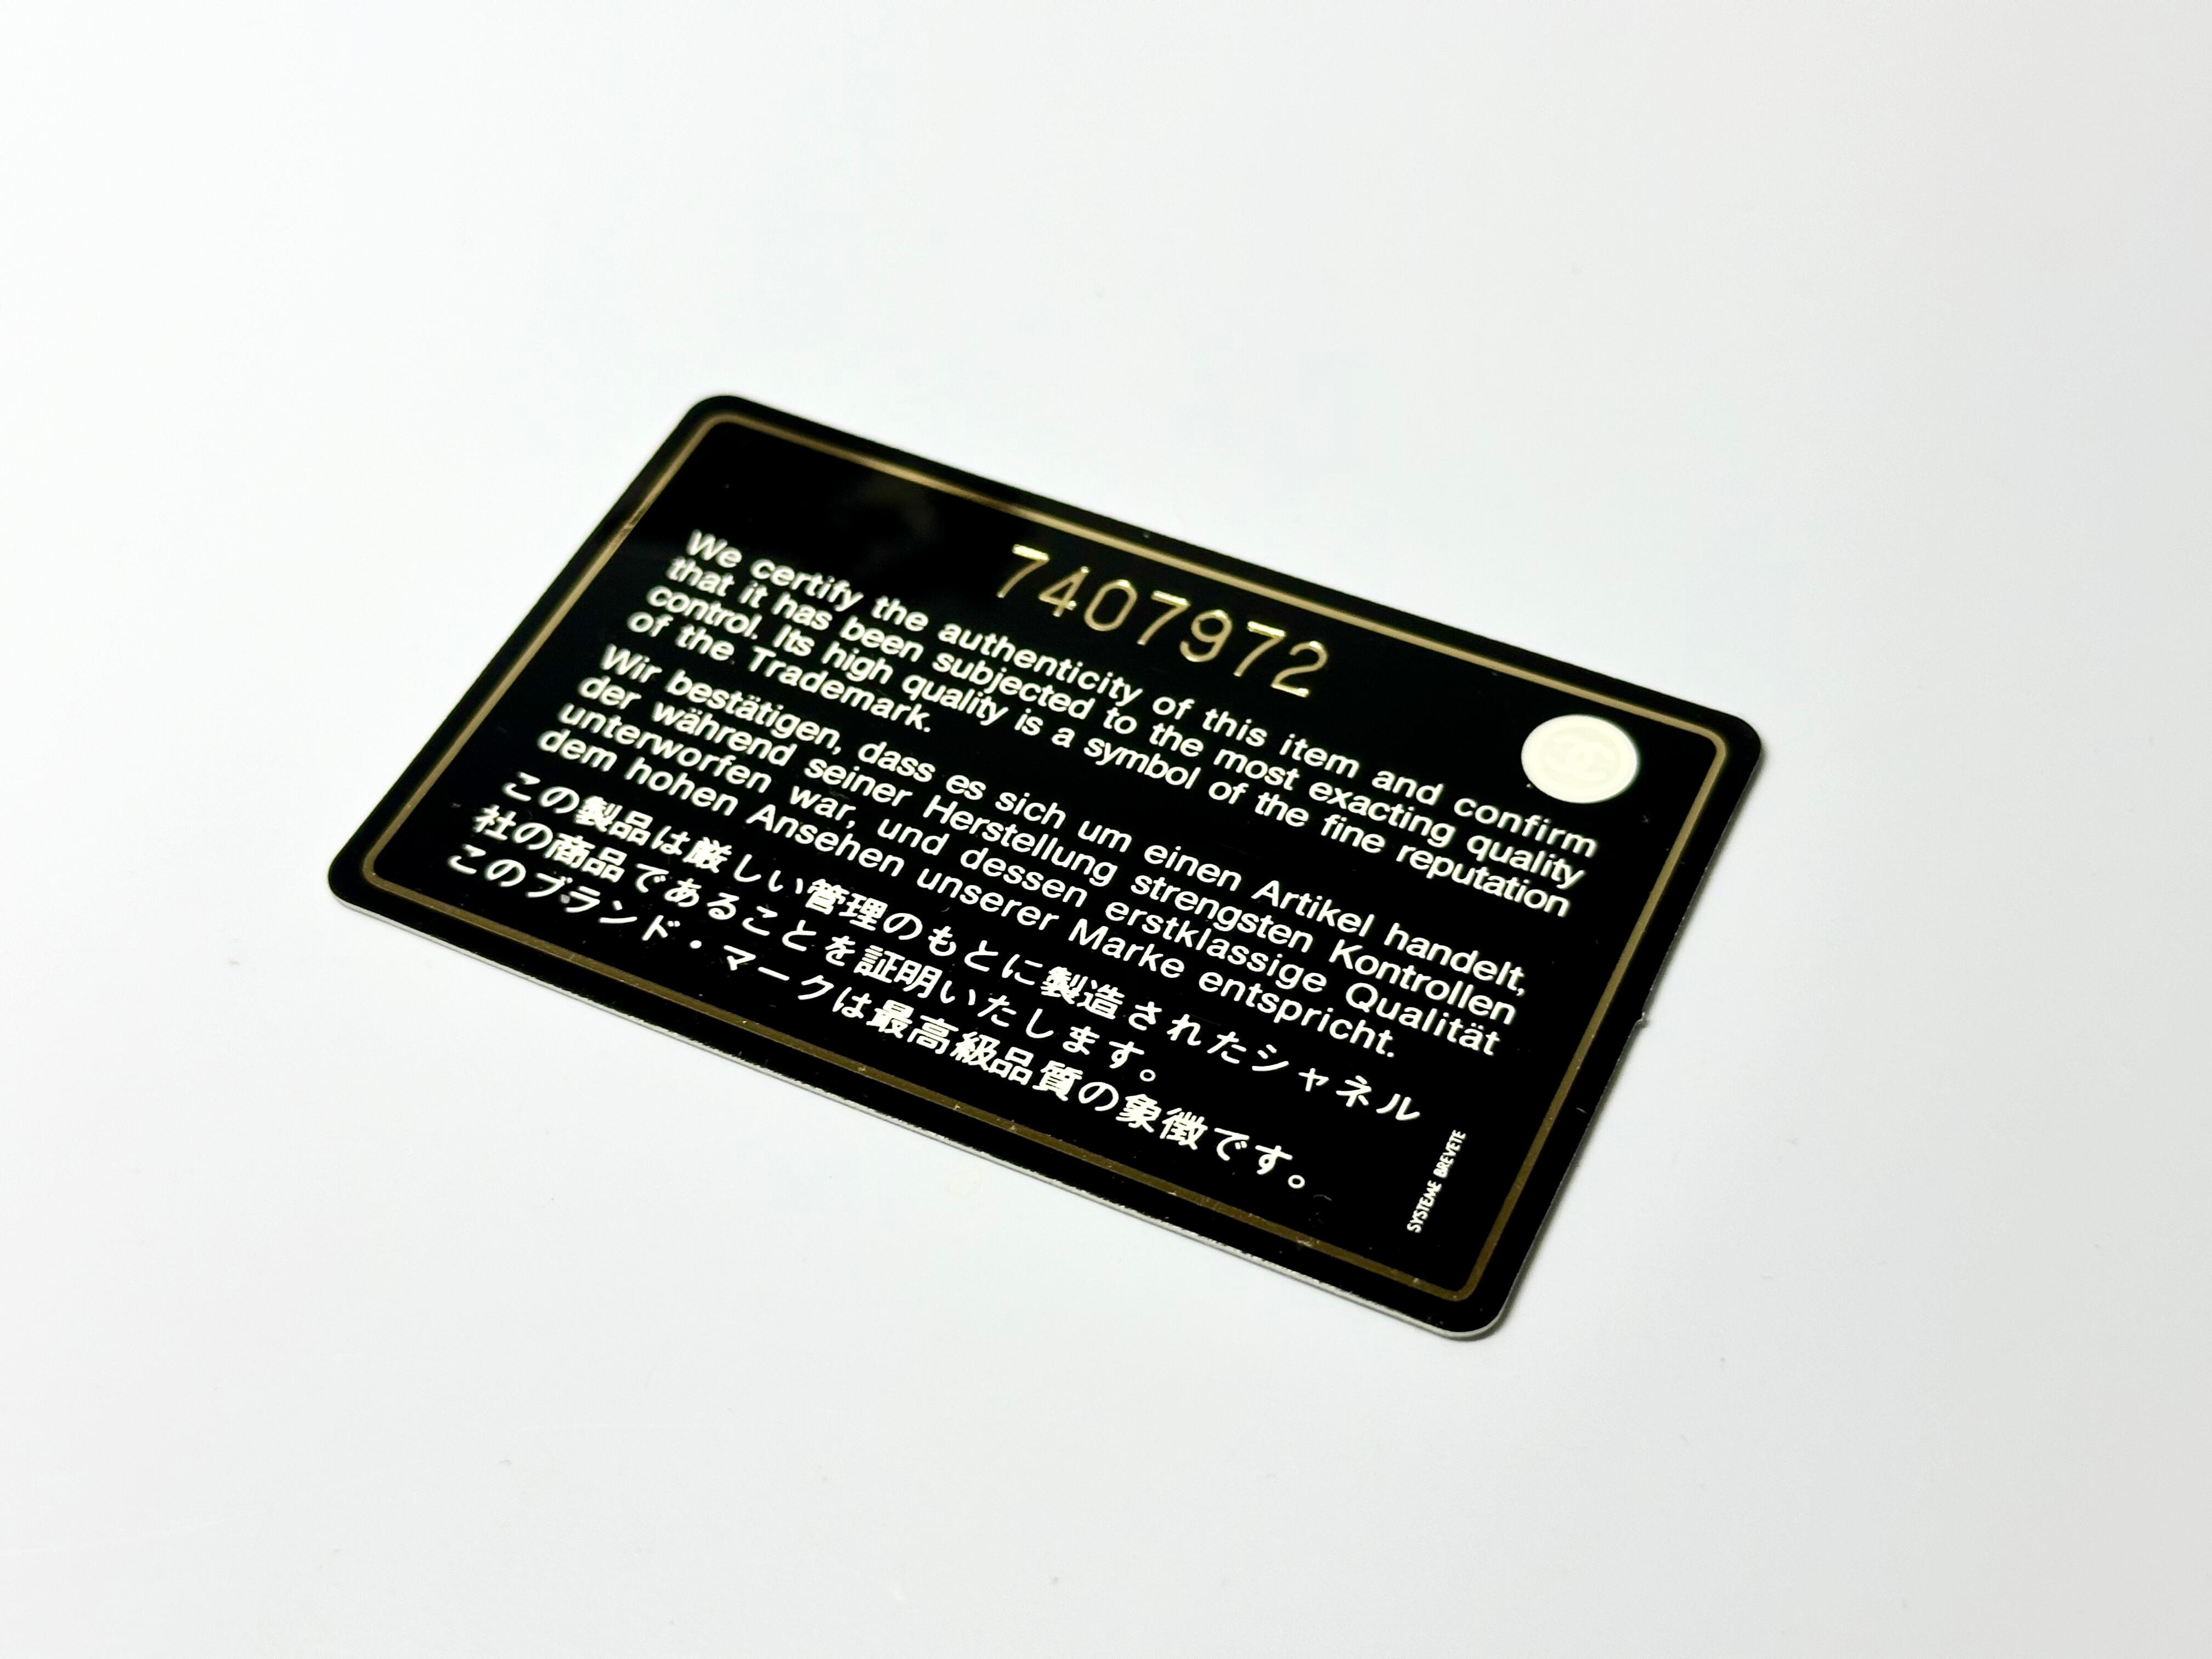 7407972
We certify the authenticity of this item and confirm
that it has been subjected to the most exacting quality
control. Its high quality is a symbol of the fine reputation
of the Trademark.
Wir bestätigen, dass es sich um einen Artikel handelt,
der während seiner Herstellung strengsten Kontrollen
unterworfen war, und dessen erstklassige Qualität
dem hohen Ansehen unserer Marke entspricht.
この製品は厳しい管理のもとに製造されたシャネル
社の商品であることを証明いたします。
このブランド・マークは最高級品質の象徴です。
SYSTEME BREVETE